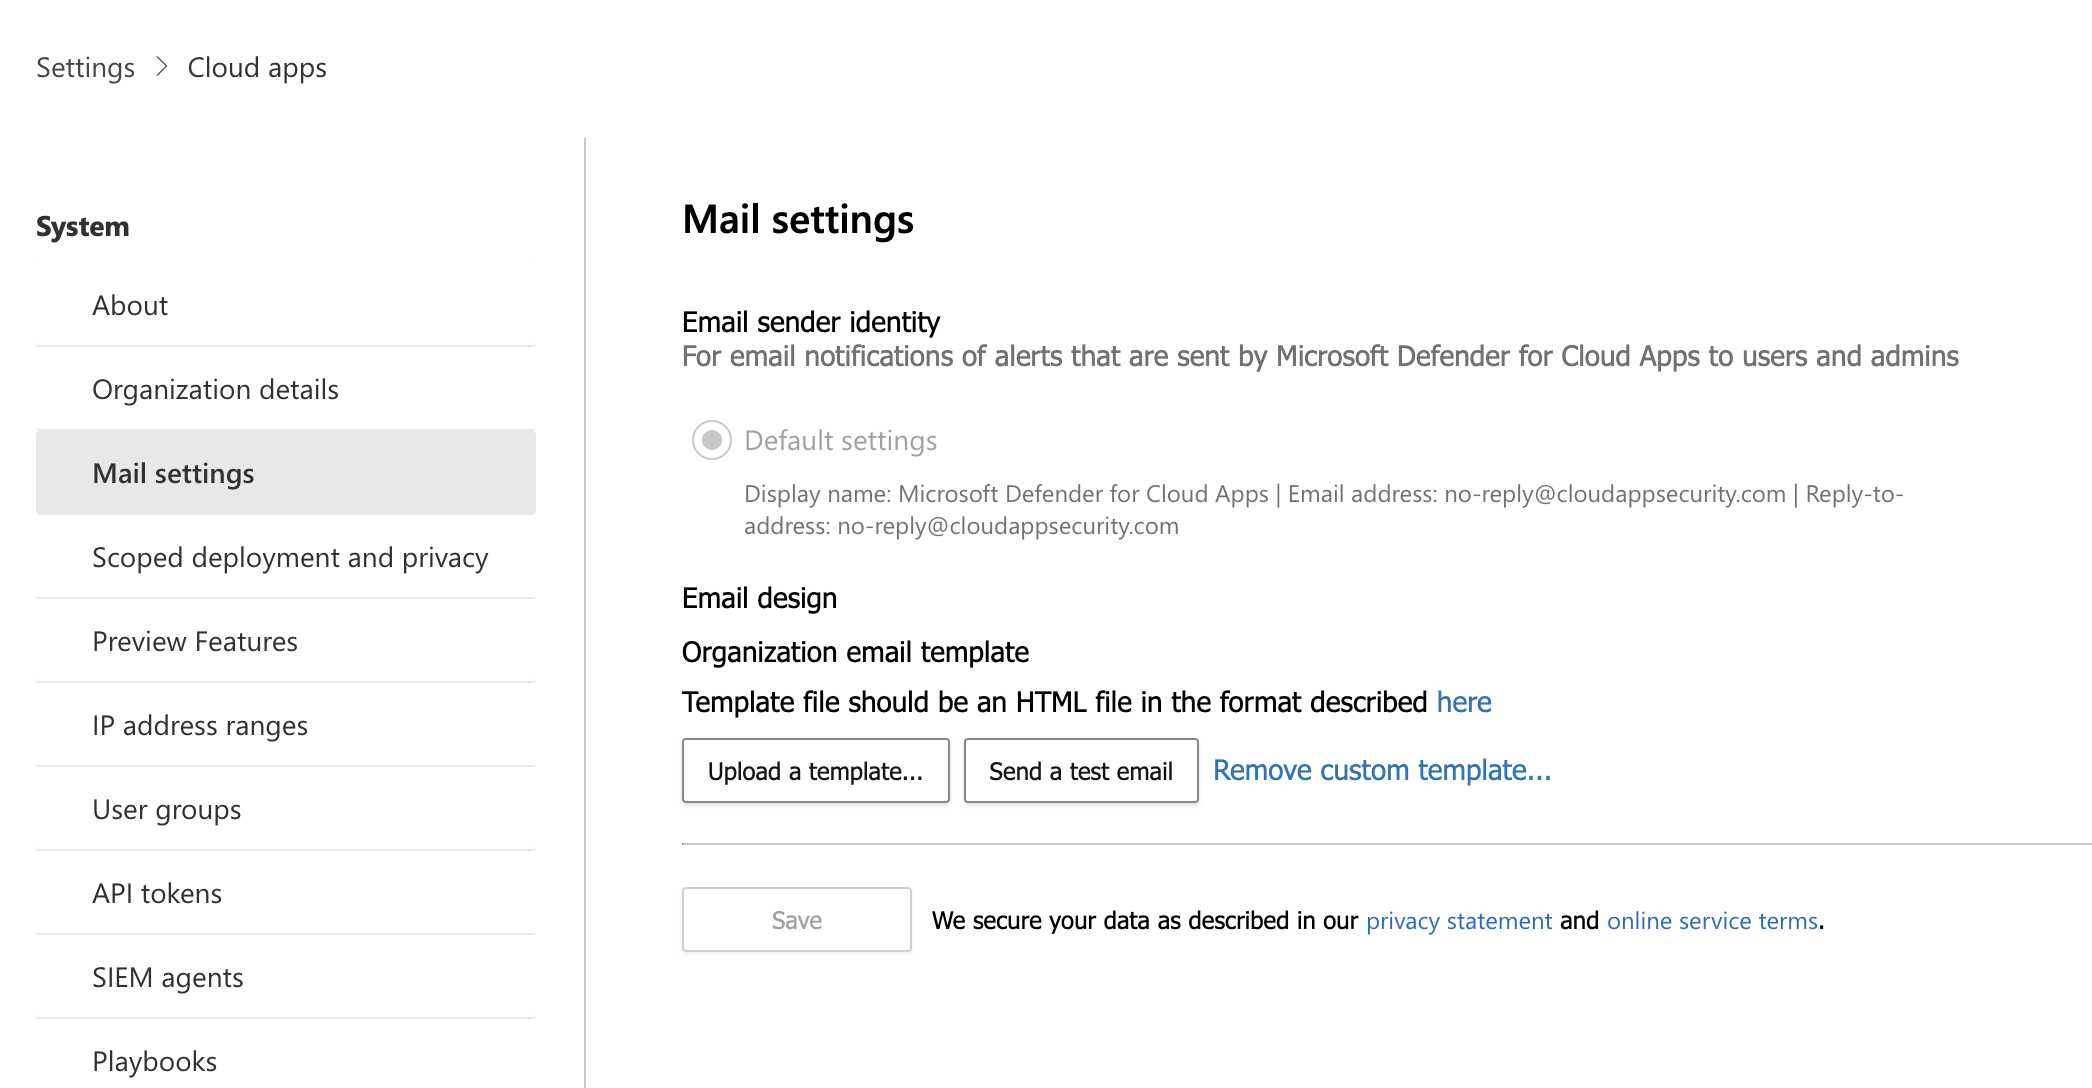 Settings > Cloud apps
System
About
Organization details
Mail settings
Scoped deployment and privacy
Preview Features
IP address ranges
User groups
API tokens
SIEM agents
Playbooks
Mail settings
Email sender identity
For email notifications of alerts that are sent by Microsoft Defender for Cloud Apps to users and admins
Default settings
Display name: Microsoft Defender for Cloud Apps | Email address: no-reply@cloudappsecurity.com | Reply-to-
address: no-reply@cloudappsecurity.com
Email design
Organization email template
Template file should be an HTML file in the format described here
Upload a template... Send a test email Remove custom template...
Save We secure your data as described in our privacy statement and online service terms.